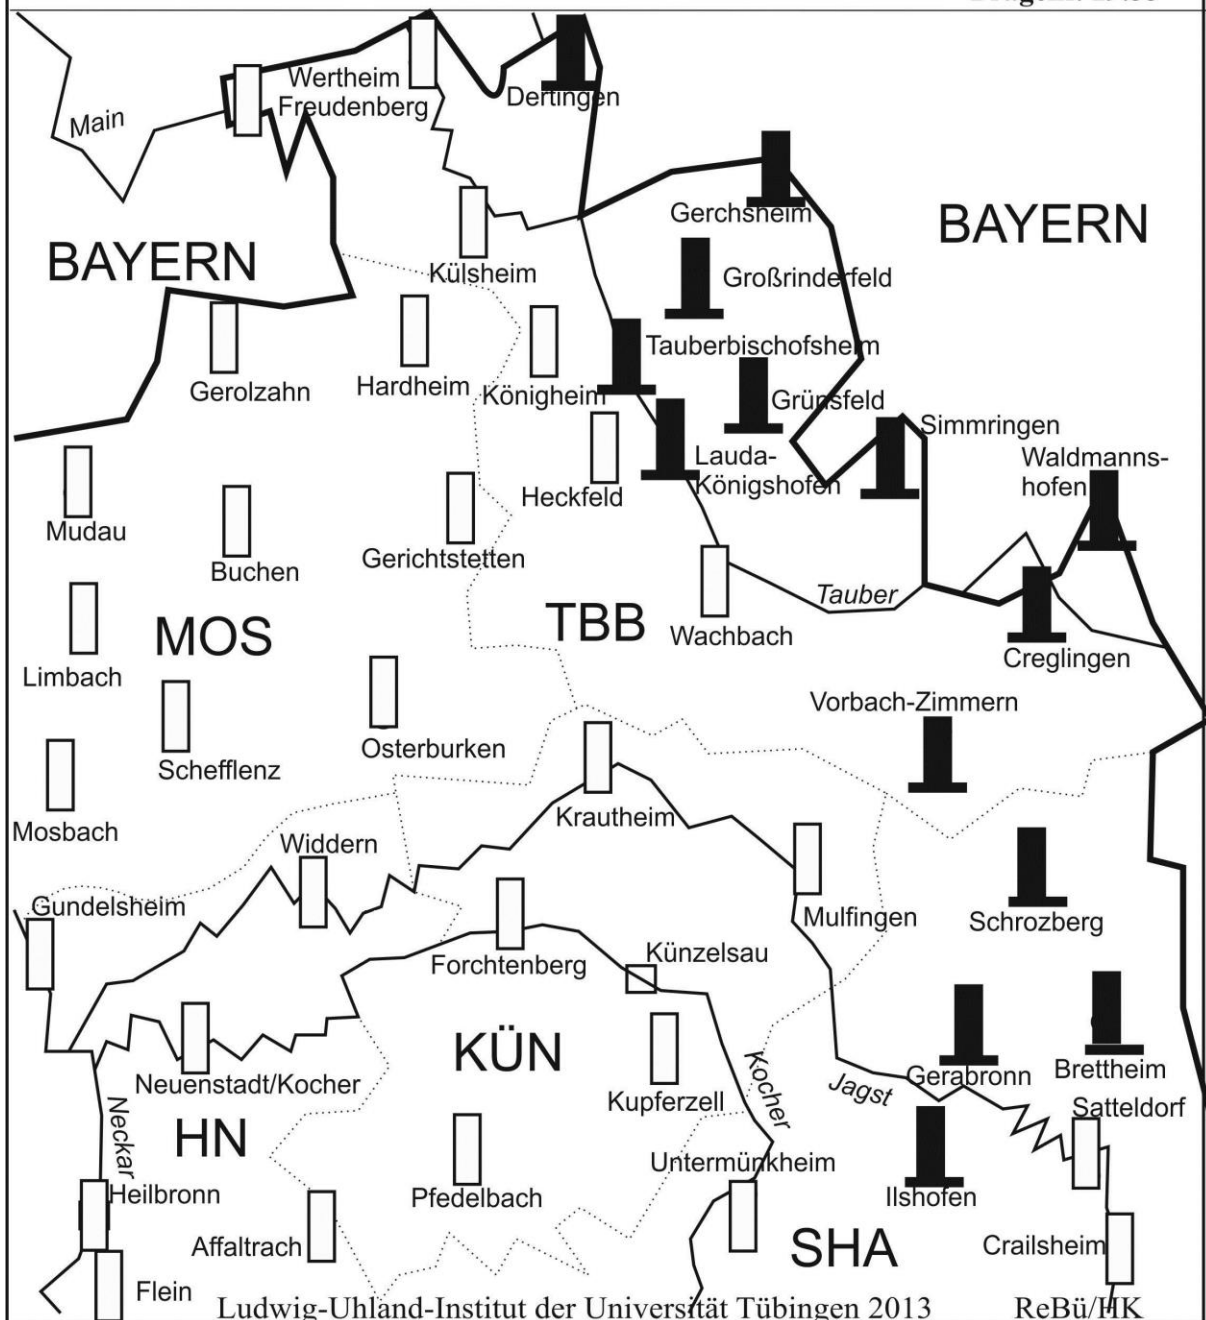 Wertheim
Freudenberg
Dertingen
Main
Gerchsheim
BAYERN
BAYERN
Külsheim
Großrinderfeld
Tauberbischofsheim
Gerolzahn
Hardheim
Königheim
Grünsfeld
Simmringen
Lauda-
Königshofen
Waldmanns-
hofen
Heckfeld
Mudau
Buchen
Gerichtstetten
Tauber
MOS
TBB
Wachbach
Creglingen
Limbach
Vorbach-Zimmern
Osterburken
Schefflenz
Mosbach
Krautheim
Widdern
Gundelsheim
Mulfingen
Schrozberg
Forchtenberg
Künzelsau
KÜN
Neuenstadt/Kocher
Kupferzell
Kocher
Jagst
Gerabronn
Brettheim
Satteldorf
Neckar
HN
Untermünkheim
Heilbronn
Pfedelbach
Ilshofen
Affaltrach
SHA
Crailsheim
Flein
Ludwig-Uhland-Institut der Universität Tübingen 2013
ReBü/HK